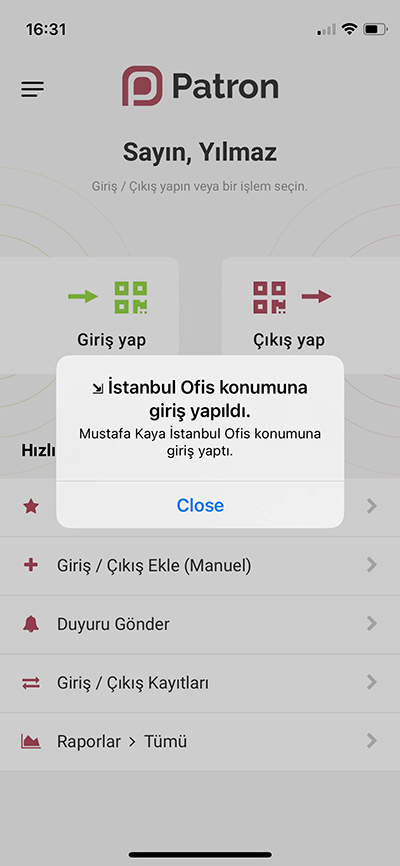 16:31
Patron
Sayın, Yılmaz
Giriş / Çıkış yapın veya bir işlem seçin.
Giriş yap
Çıkış yap
⇲ İstanbul Ofis konumuna
giriş yapıldı.
Mustafa Kaya İstanbul Ofis konumuna
giriş yaptı.
Close
Giriş / Çıkış Ekle (Manuel)
Duyuru Gönder
Giriş / Çıkış Kayıtları
Raporlar > Tümü